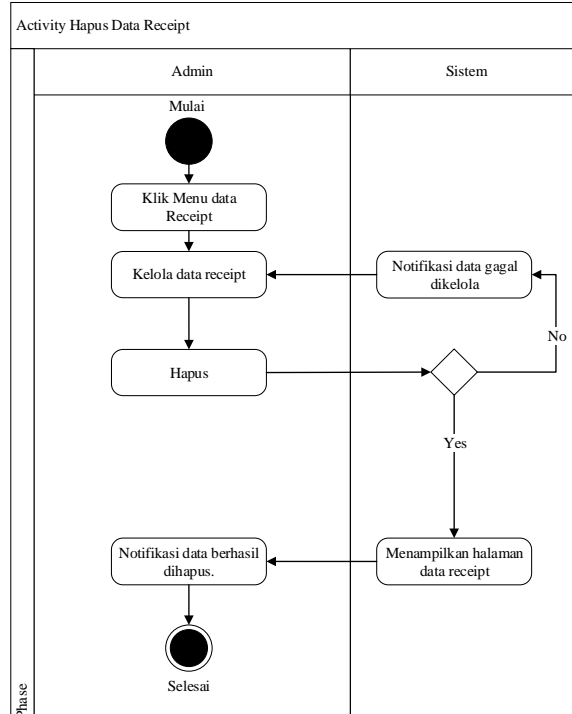 Activity Hapus Data Receipt
Admin
Sistem
Mulai
Klik Menu data
Receipt
Kelola data receipt
Notifikasi data gagal
dikelola
No
Hapus
Yes
Notifikasi data berhasil
dihapus.
Menampilkan halaman
data receipt
Selesai
Phase